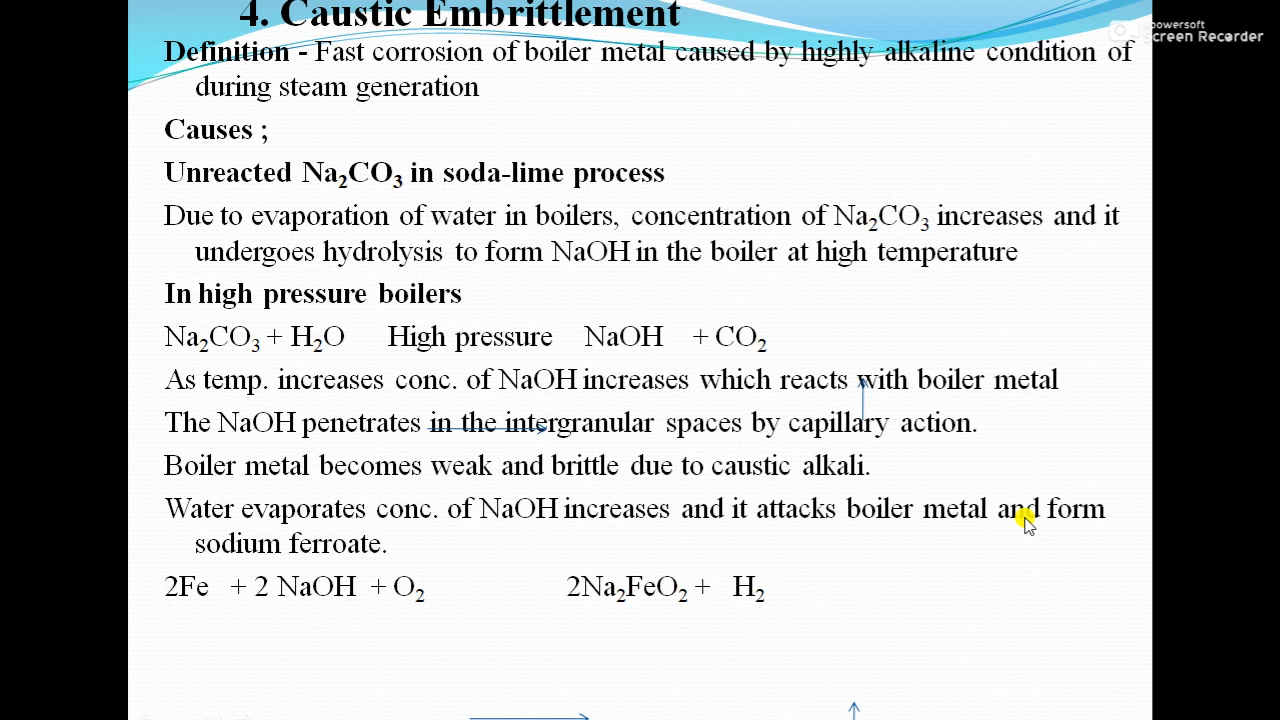 4. Caustic Embrittlement
Definition - Fast corrosion of boiler metal caused by highly alkaline condition of
during steam generation
Causes ;
Unreacted Na₂CO₃ in soda-lime process
Due to evaporation of water in boilers, concentration of Na₂CO₃ increases and it
undergoes hydrolysis to form NaOH in the boiler at high temperature
In high pressure boilers
Na₂CO₃ + H₂O High pressure NaOH + CO₂
As temp. increases conc. of NaOH increases which reacts with boiler metal
The NaOH penetrates in the intergranular spaces by capillary action.
Boiler metal becomes weak and brittle due to caustic alkali.
Water evaporates conc. of NaOH increases and it attacks boiler metal and form
sodium ferroate.
2Fe + 2 NaOH + O₂ 2Na₂FeO₂ + H₂
Screen Recorder